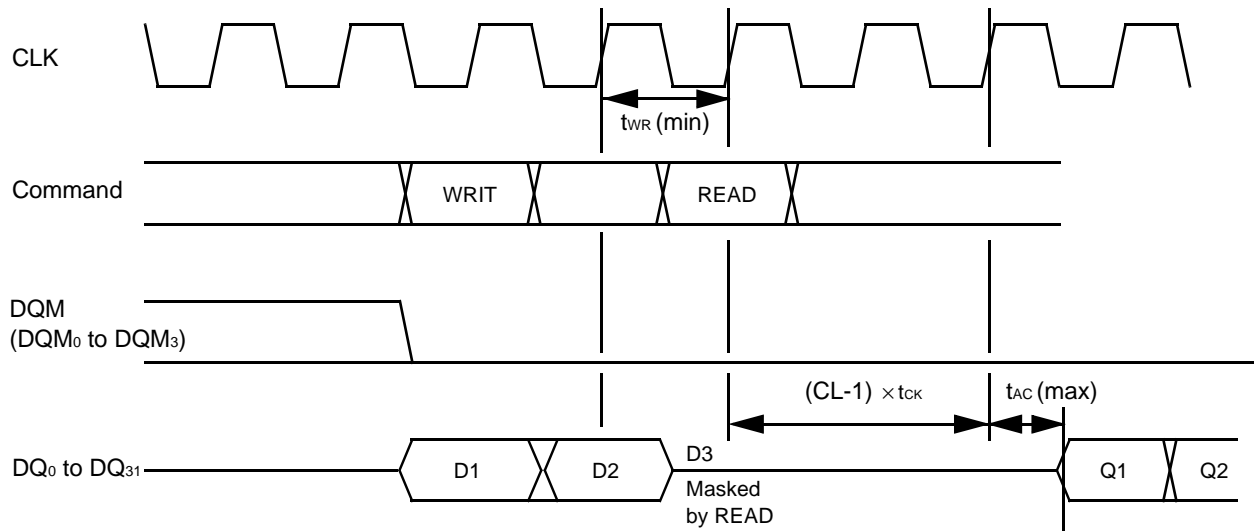 CLK
tWR (min)
Command
WRIT
READ
DQM
(DQM0 to DQM3)
(CL-1) × tCK
tAC (max)
DQ0 to DQ31
D1
D2
D3
Masked
by READ
Q1
Q2